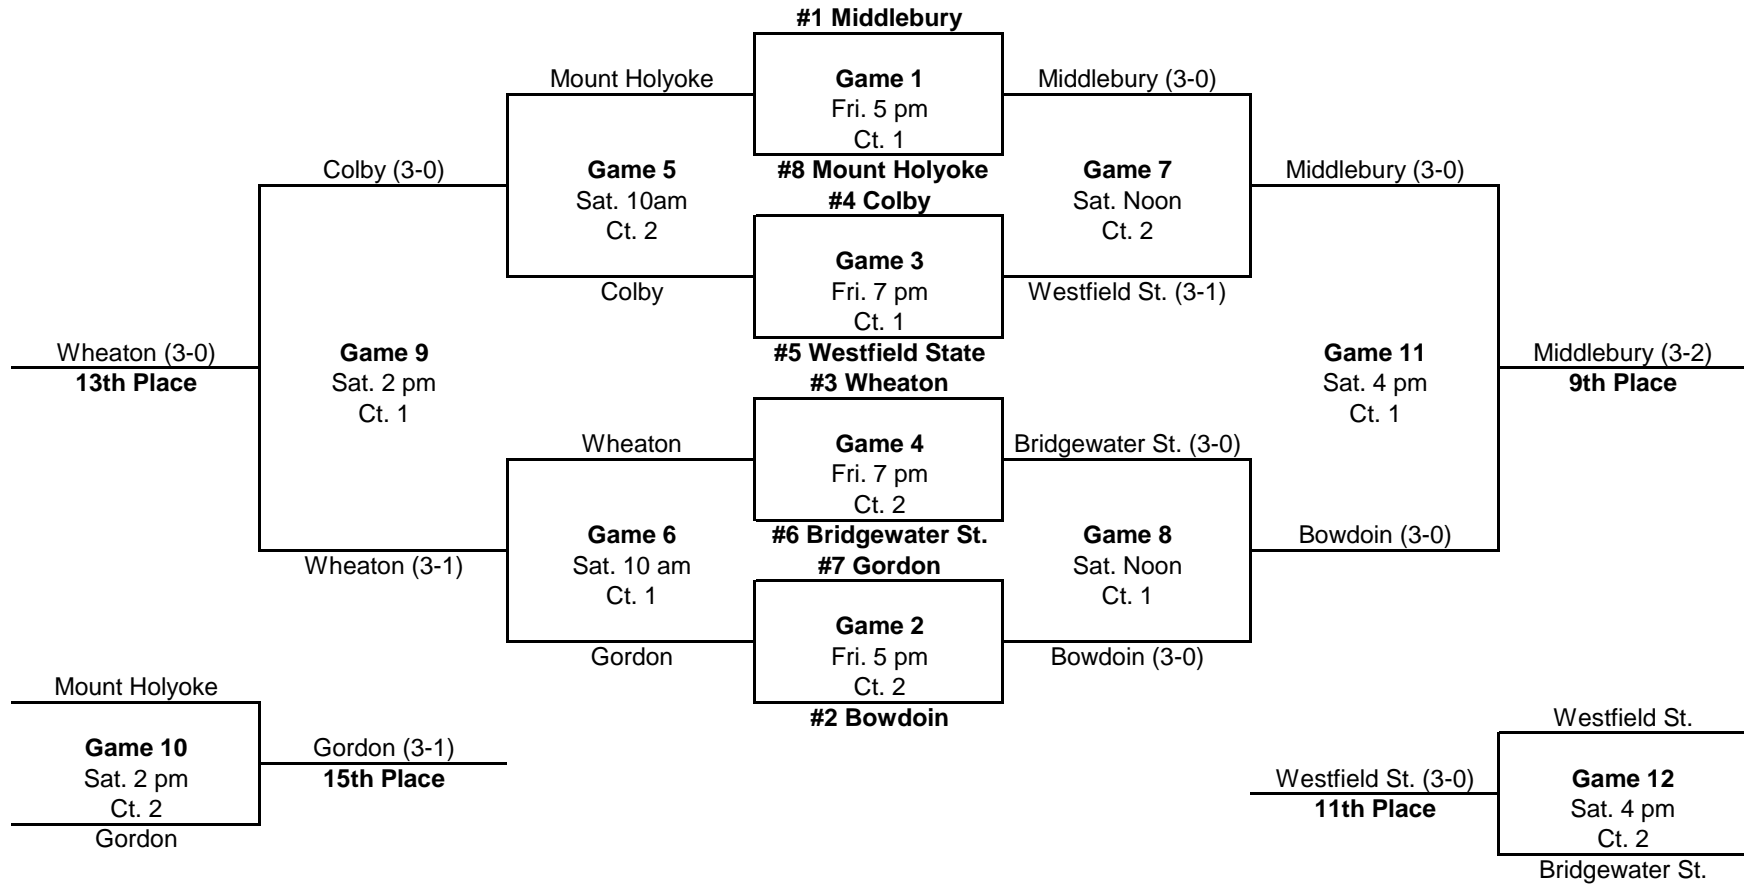 #1 Middlebury
Mount Holyoke
Game 1
Fri. 5 pm
Ct. 1
Middlebury (3-0)
#8 Mount Holyoke
Colby (3-0)
Game 5
Sat. 10am
Ct. 2
#4 Colby
Game 7
Sat. Noon
Ct. 2
Middlebury (3-0)
Colby
Game 3
Fri. 7 pm
Ct. 1
Westfield St. (3-1)
#5 Westfield State
Wheaton (3-0)
13th Place
Game 9
Sat. 2 pm
Ct. 1
#3 Wheaton
Game 11
Sat. 4 pm
Ct. 1
Middlebury (3-2)
9th Place
Wheaton
Game 4
Fri. 7 pm
Ct. 2
Bridgewater St. (3-0)
#6 Bridgewater St.
Wheaton (3-1)
Game 6
Sat. 10 am
Ct. 1
#7 Gordon
Game 8
Sat. Noon
Ct. 1
Bowdoin (3-0)
Gordon
Game 2
Fri. 5 pm
Ct. 2
Bowdoin (3-0)
#2 Bowdoin
Mount Holyoke
Game 10
Sat. 2 pm
Ct. 2
Gordon
Gordon (3-1)
15th Place
Westfield St. (3-0)
11th Place
Westfield St.
Game 12
Sat. 4 pm
Ct. 2
Bridgewater St.